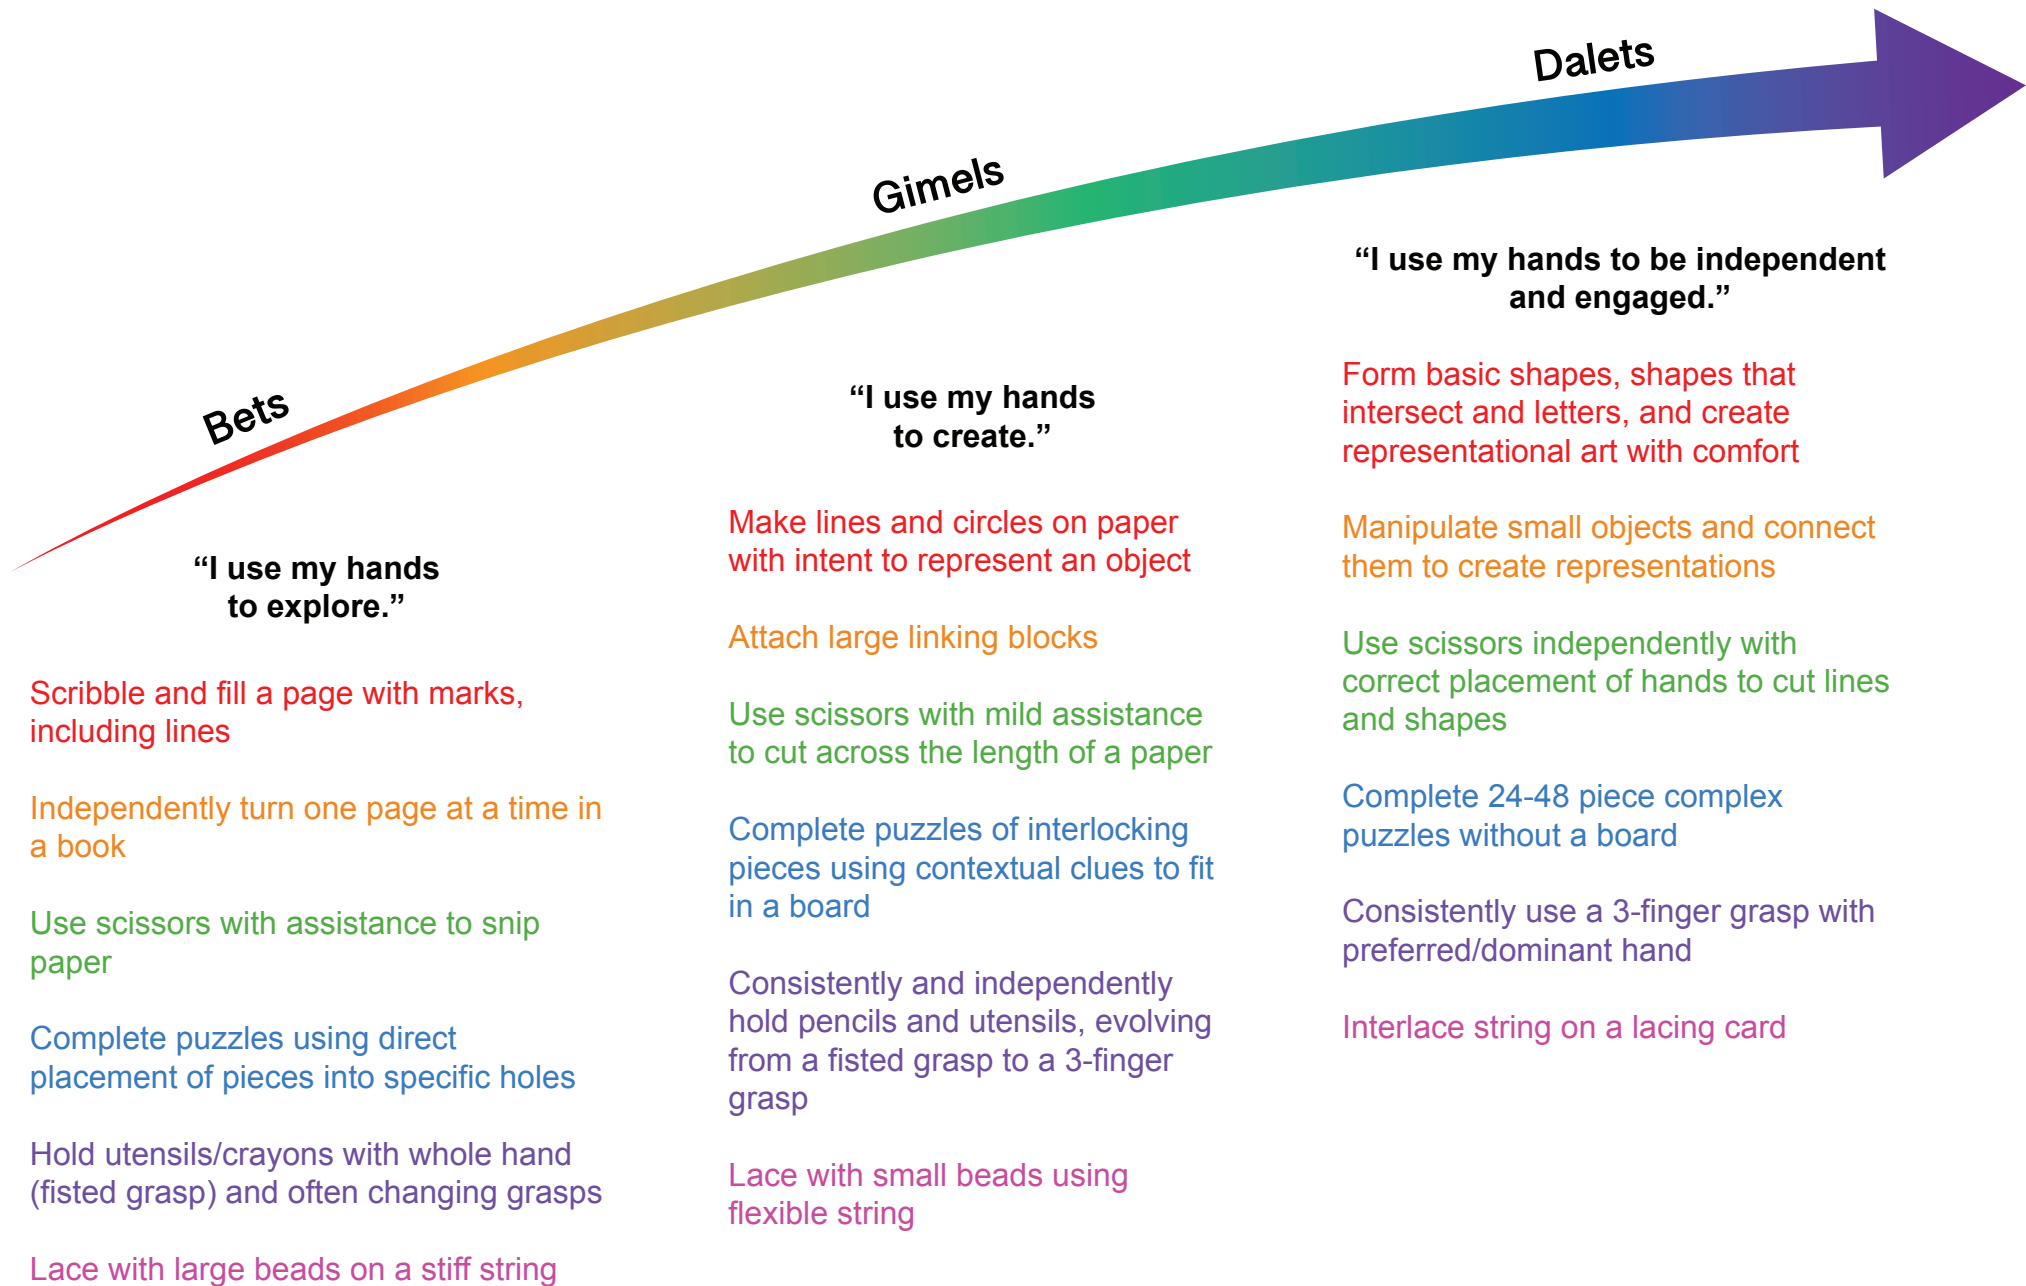 Bets
“I use my hands
to explore.”
Scribble and fill a page with marks,
including lines
Independently turn one page at a time in
a book
Use scissors with assistance to snip
paper
Complete puzzles using direct
placement of pieces into specific holes
Hold utensils/crayons with whole hand
(fisted grasp) and often changing grasps
Lace with large beads on a stiff string
Gimels
“I use my hands
to create.”
Make lines and circles on paper
with intent to represent an object
Attach large linking blocks
Use scissors with mild assistance
to cut across the length of a paper
Complete puzzles of interlocking
pieces using contextual clues to fit
in a board
Consistently and independently
hold pencils and utensils, evolving
from a fisted grasp to a 3-finger
grasp
Lace with small beads using
flexible string
Dalets
“I use my hands to be independent
and engaged.”
Form basic shapes, shapes that
intersect and letters, and create
representational art with comfort
Manipulate small objects and connect
them to create representations
Use scissors independently with
correct placement of hands to cut lines
and shapes
Complete 24-48 piece complex
puzzles without a board
Consistently use a 3-finger grasp with
preferred/dominant hand
Interlace string on a lacing card